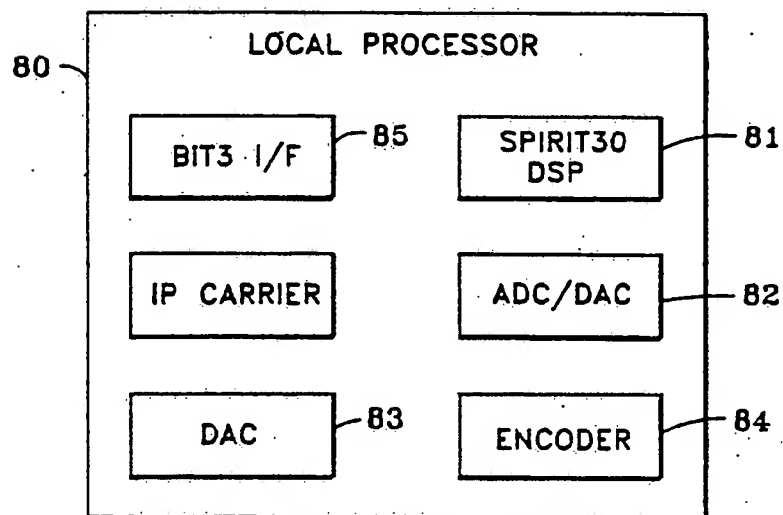 LOCAL PROCESSOR
80
BIT3 I/F
85
SPIRIT30
DSP
81
IP CARRIER
ADC/DAC
82
DAC
83
ENCODER
84